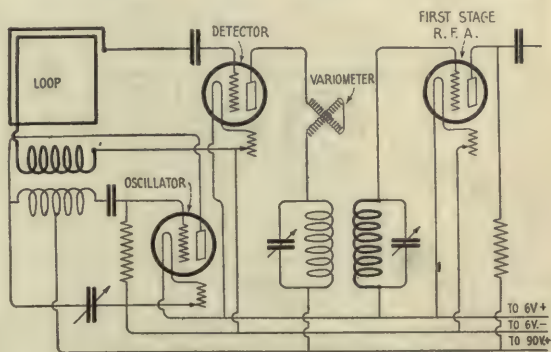 DETECTOR
FIRST STAGE
R. F. A.
LOOP
VARIOMETER
OSCILLATOR
TO 6V+
TO 6V.-
TO 90V.+